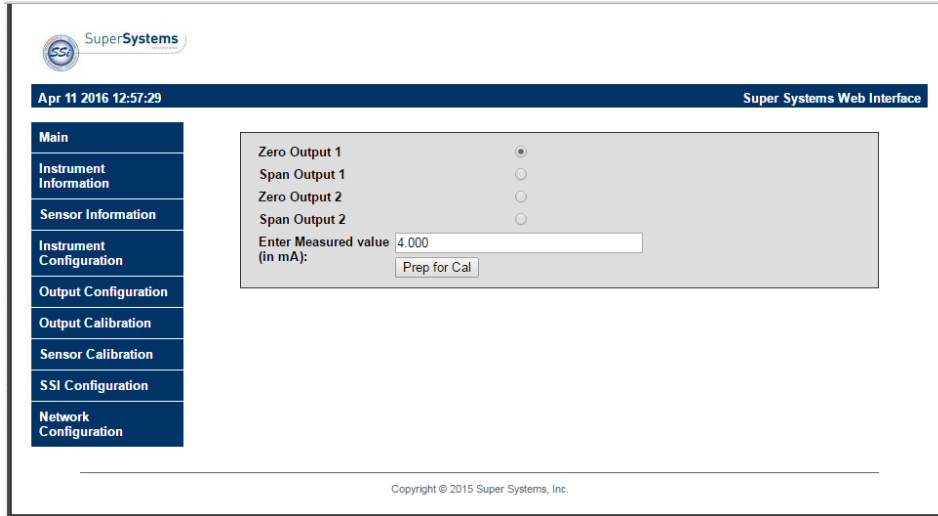 SSi
SuperSystems
incorporated
Apr 11 2016 12:57:29
Super Systems Web Interface
Main
Instrument
Information
Sensor Information
Instrument
Configuration
Output Configuration
Output Calibration
Sensor Calibration
SSI Configuration
Network
Configuration
Zero Output 1
Span Output 1
Zero Output 2
Span Output 2
Enter Measured value
(in mA):
4.000
Prep for Cal
Copyright © 2015 Super Systems, Inc.